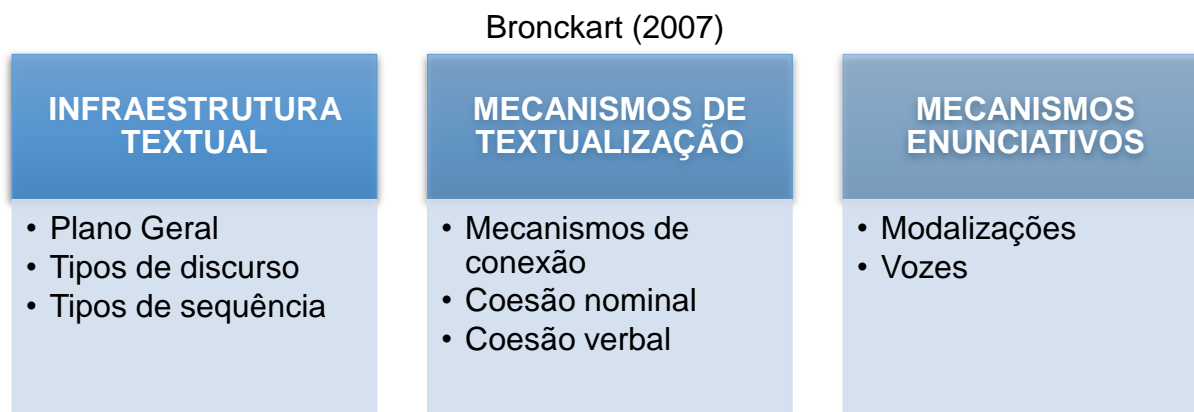 Bronckart (2007)
INFRAESTRUTURA
TEXTUAL
• Plano Geral
• Tipos de discurso
• Tipos de sequência
MECANISMOS DE
TEXTUALIZAÇÃO
• Mecanismos de
conexão
• Coesão nominal
• Coesão verbal
MECANISMOS
ENUNCIATIVOS
• Modalizações
• Vozes